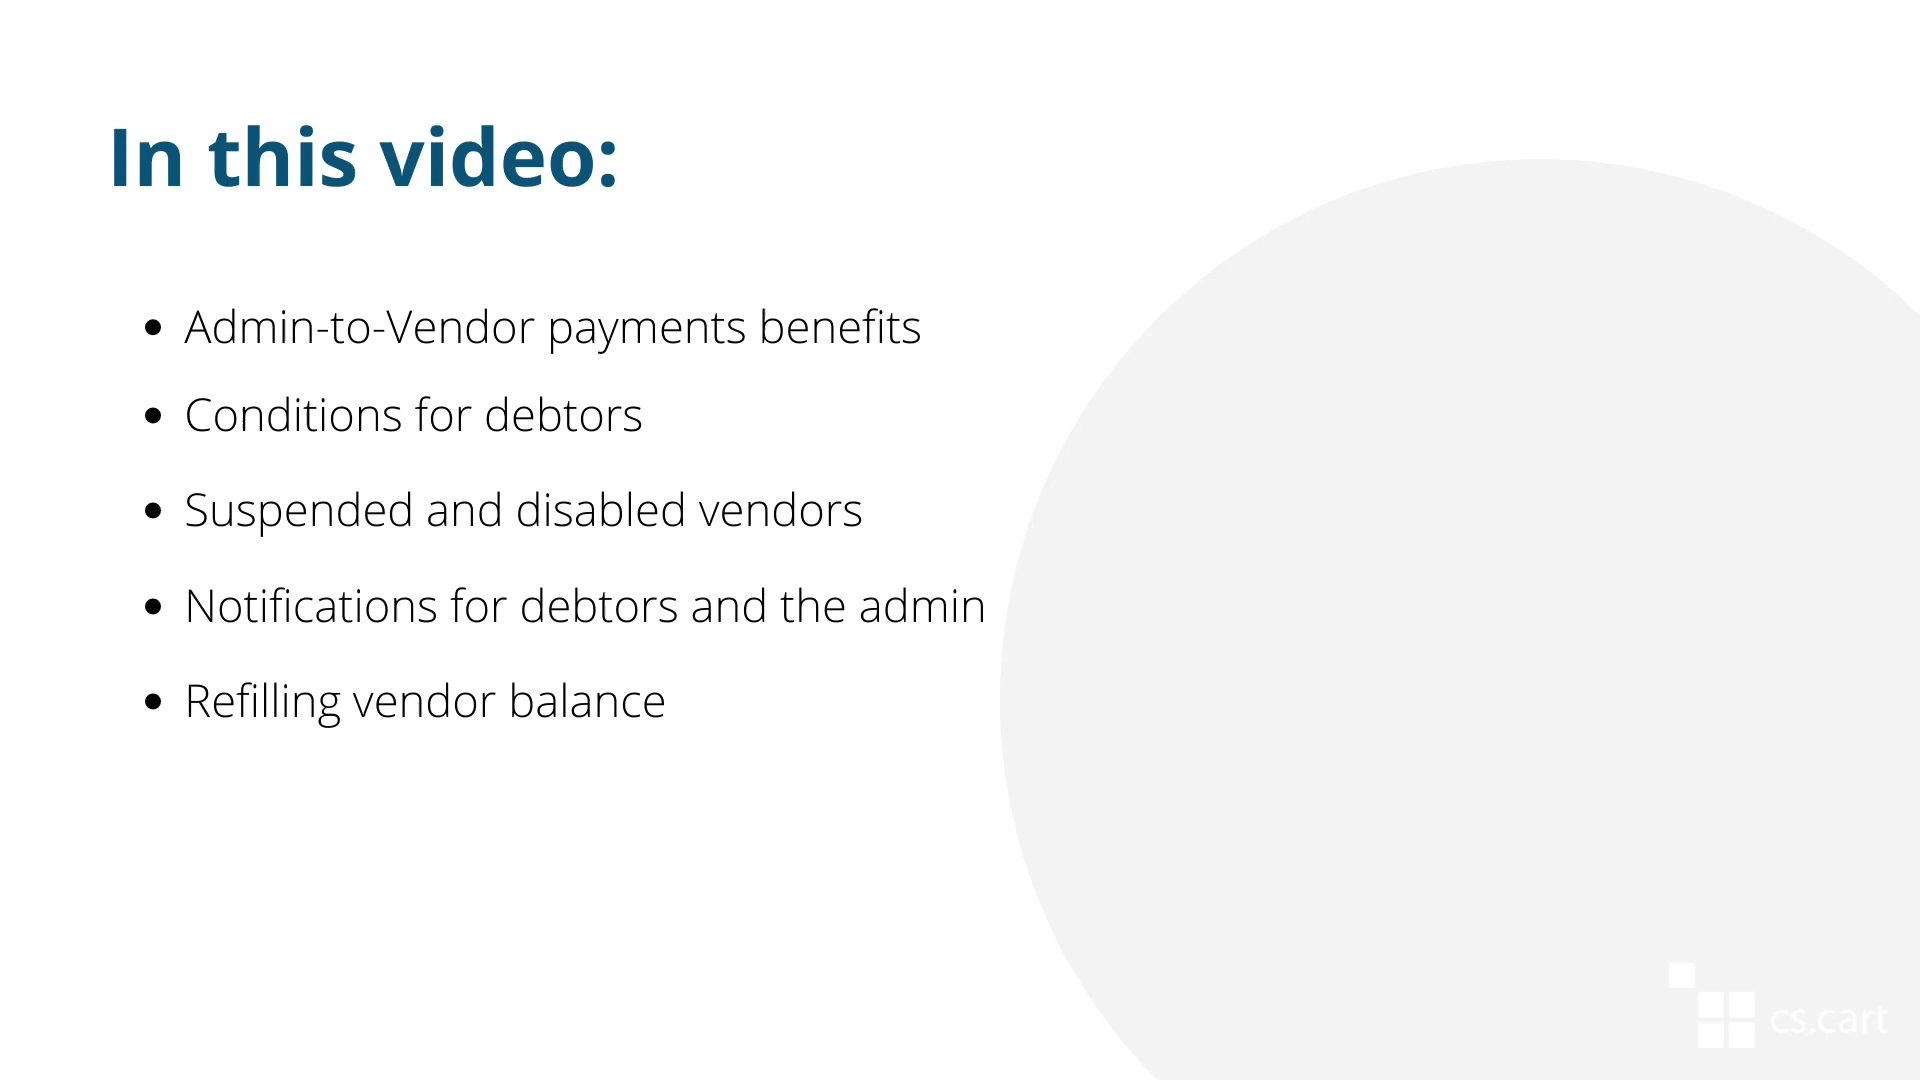 In this video:
• Admin-to-Vendor payments benefits
• Conditions for debtors
• Suspended and disabled vendors
• Notifications for debtors and the admin
• Refilling vendor balance
cs.cart